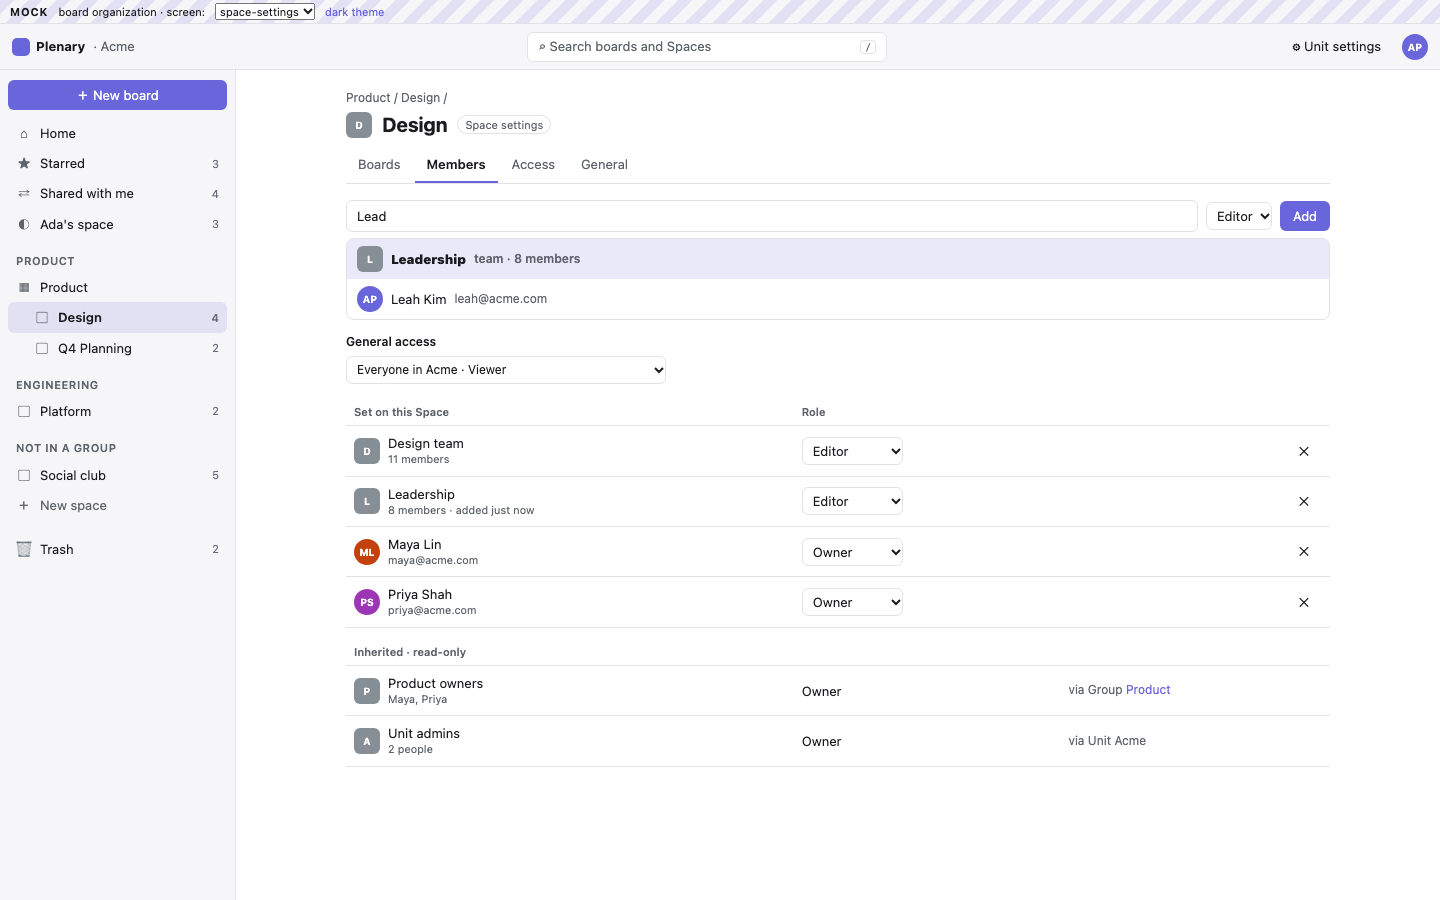 MOCK board organization · screen: space-settings dark theme
Plenary · Acme
Search boards and Spaces /
Unit settings
AP
+ New board
Home
Starred 3
Shared with me 4
Ada's space 3
PRODUCT
Product
Design 4
Q4 Planning 2
ENGINEERING
Platform 2
NOT IN A GROUP
Social club 5
+ New space
Trash 2
Product / Design /
D Design Space settings
Boards Members Access General
Lead Editor Add
L Leadership team · 8 members
AP Leah Kim leah@acme.com
General access
Everyone in Acme · Viewer
Set on this Space Role
D Design team Editor ×
11 members
L Leadership Editor ×
8 members · added just now
ML Maya Lin Owner ×
maya@acme.com
PS Priya Shah Owner ×
priya@acme.com
Inherited · read-only
P Product owners Owner via Group Product
Maya, Priya
A Unit admins Owner via Unit Acme
2 people